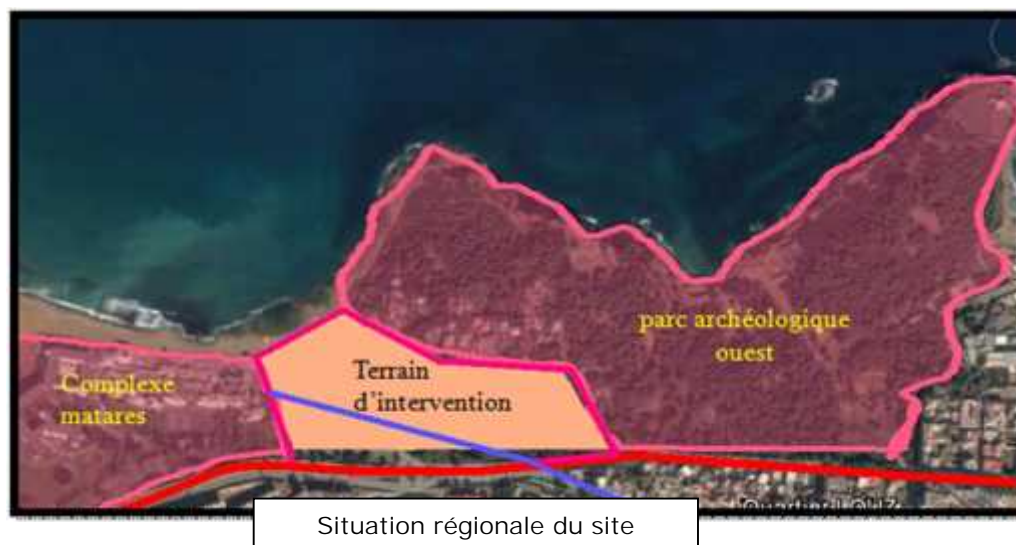 parc archéologique
ouest
Terrain
d'intervention
Complexe
matares
Situation régionale du site